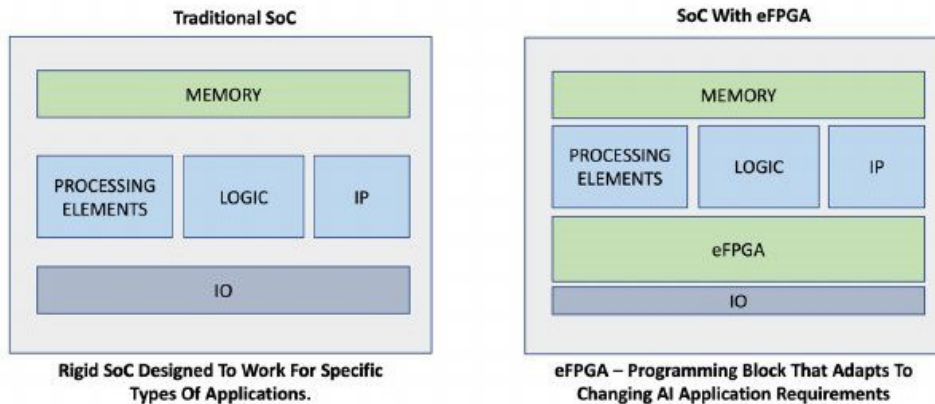 Traditional SoC
MEMORY
PROCESSING
ELEMENTS
LOGIC
IP
IO
Rigid SoC Designed To Work For Specific
Types Of Applications.
SoC With eFPGA
MEMORY
PROCESSING
ELEMENTS
LOGIC
IP
eFPGA
IO
eFPGA – Programming Block That Adapts To
Changing AI Application Requirements